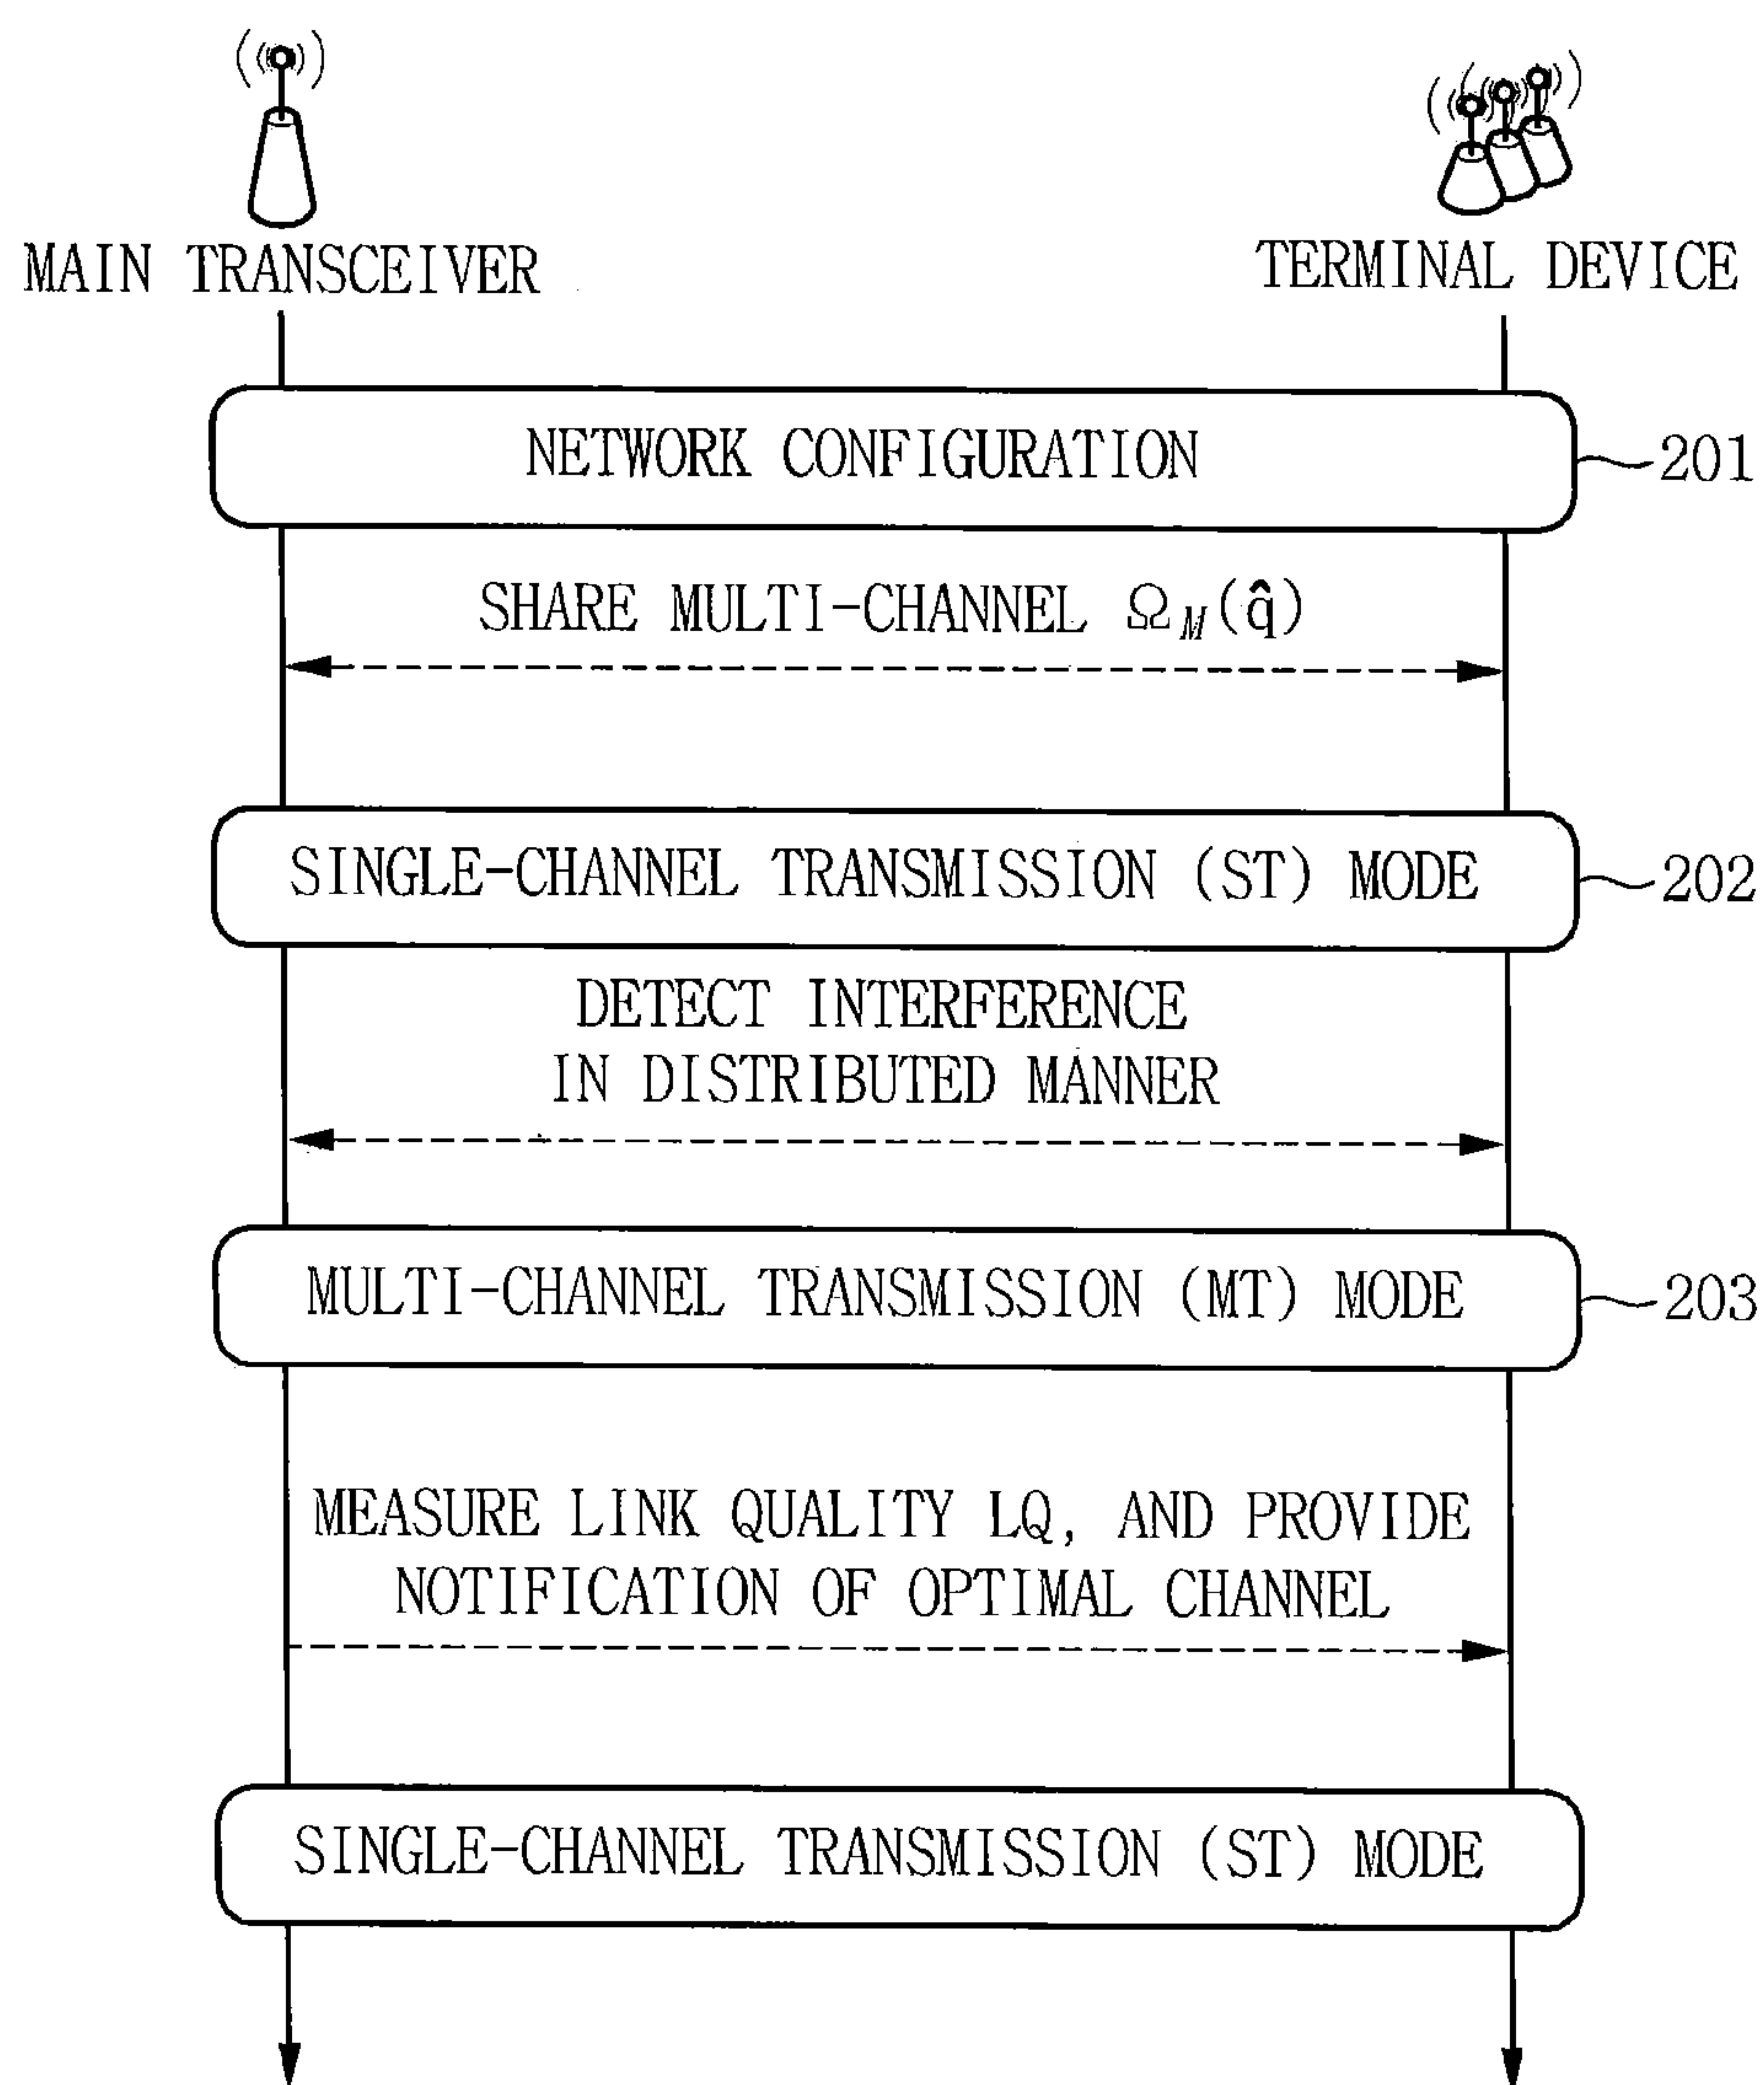 MAIN TRANSCEIVER
TERMINAL DEVICE
NETWORK CONFIGURATION
201
SHARE MULTI-CHANNEL Ω_M(q̂)
SINGLE-CHANNEL TRANSMISSION (ST) MODE
202
DETECT INTERFERENCE
IN DISTRIBUTED MANNER
MULTI-CHANNEL TRANSMISSION (MT) MODE
203
MEASURE LINK QUALITY LQ, AND PROVIDE
NOTIFICATION OF OPTIMAL CHANNEL
SINGLE-CHANNEL TRANSMISSION (ST) MODE